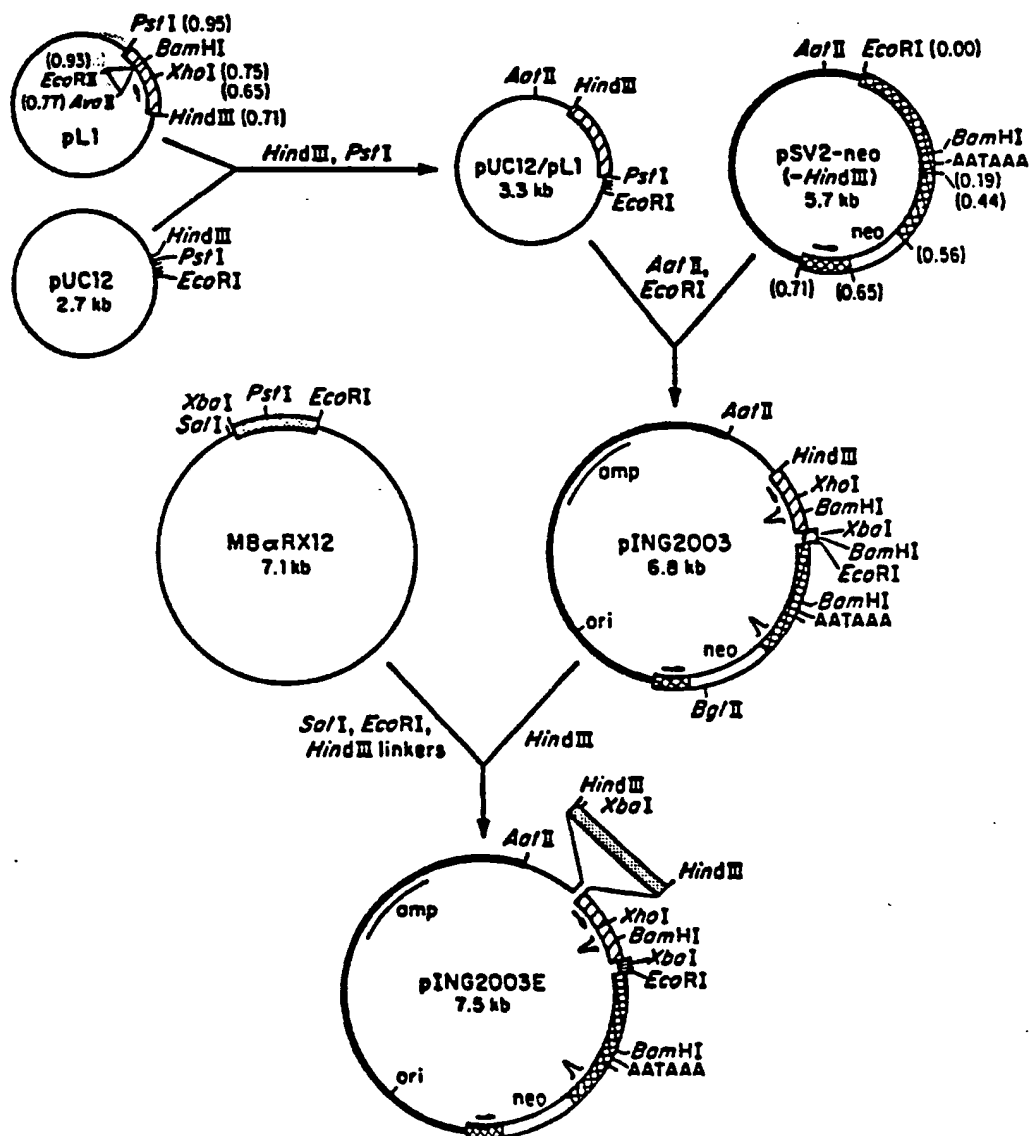 PstI (0.95)
BamHI
(0.93)
EcoRII
XhoI (0.75)
(0.65)
(0.77) AvaII
HindIII (0.71)
pL1
HindIII, PstI
pUC12
2.7 kb
HindIII
PstI
EcoRI
AatII
HindIII
pUC12/pL1
3.3 kb
PstI
EcoRI
AatII
EcoRI (0.00)
pSV2-neo
(-HindIII)
5.7 kb
BamHI
AATAAA
(0.19)
(0.44)
neo
(0.56)
(0.71)
(0.65)
AatII,
EcoRI
XbaI
SalI
PstI
EcoRI
M8αRX12
7.1 kb
AatII
HindIII
XhoI
BamHI
XbaI
BamHI
EcoRI
BamHI
AATAAA
amp
pING2003
6.8 kb
ori
neo
BglII
SalI, EcoRI,
HindIII linkers
HindIII
HindIII
XbaI
HindIII
AatII
XhoI
BamHI
XbaI
EcoRI
amp
pING2003E
7.5 kb
BamHI
AATAAA
ori
neo